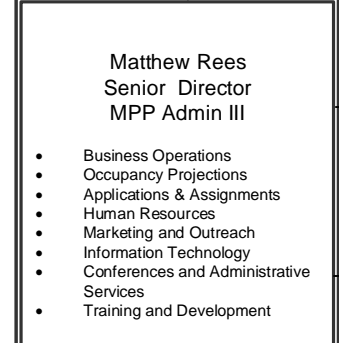 Matthew Rees
Senior  Director
MPP Admin III
• Business Operations
• Occupancy Projections
• Applications & Assignments
• Human Resources
• Marketing and Outreach
• Information Technology
• Conferences and Administrative
Services
• Training and Development